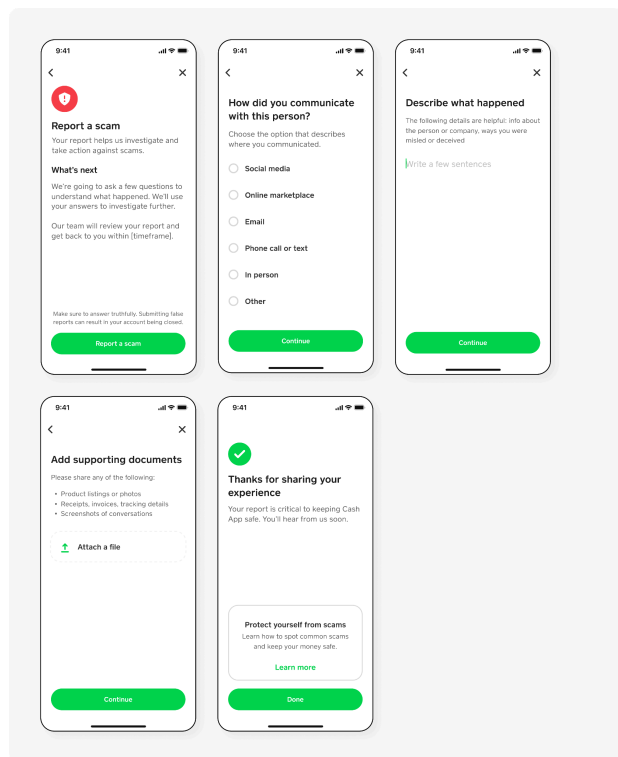 9:41
Report a scam
Your report helps us investigate and
take action against scams.
What's next
We're going to ask a few questions to
understand what happened. We'll use
your answers to investigate further.
Our team will review your report and
get back to you within [timeframe].
Make sure to answer truthfully. Submitting false
reports can result in your account being closed.
Report a scam
9:41
How did you communicate
with this person?
Choose the option that describes
where you communicated.
Social media
Online marketplace
Email
Phone call or text
In person
Other
Continue
9:41
Describe what happened
The following details are helpful: info about
the person or company, ways you were
misled or deceived
Write a few sentences
Continue
9:41
Add supporting documents
Please share any of the following:
• Product listings or photos
• Receipts, invoices, tracking details
• Screenshots of conversations
Attach a file
Continue
9:41
Thanks for sharing your
experience
Your report is critical to keeping Cash
App safe. You'll hear from us soon.
Protect yourself from scams
Learn how to spot common scams
and keep your money safe.
Learn more
Done